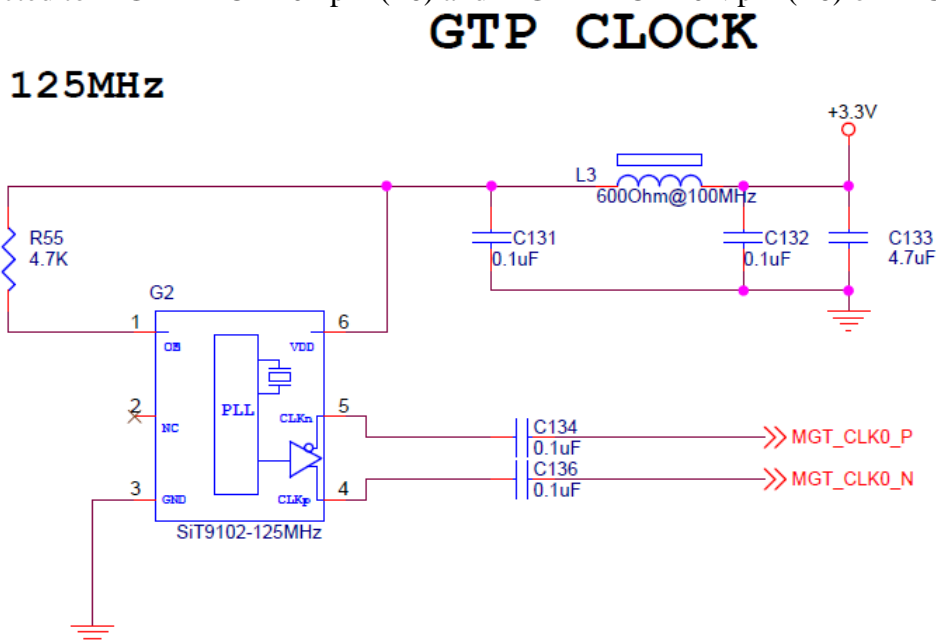 GTP CLOCK
125MHz
+3.3V
L3
600Ohm@100MHz
R55
4.7K
C131
0.1uF
C132
0.1uF
C133
4.7uF
G2
1
6
OE
VDD
2
5
PLL
NC
CLKn
C134
0.1uF
MGT_CLK0_P
3
4
GND
CLKp
C136
0.1uF
MGT_CLK0_N
SiT9102-125MHz